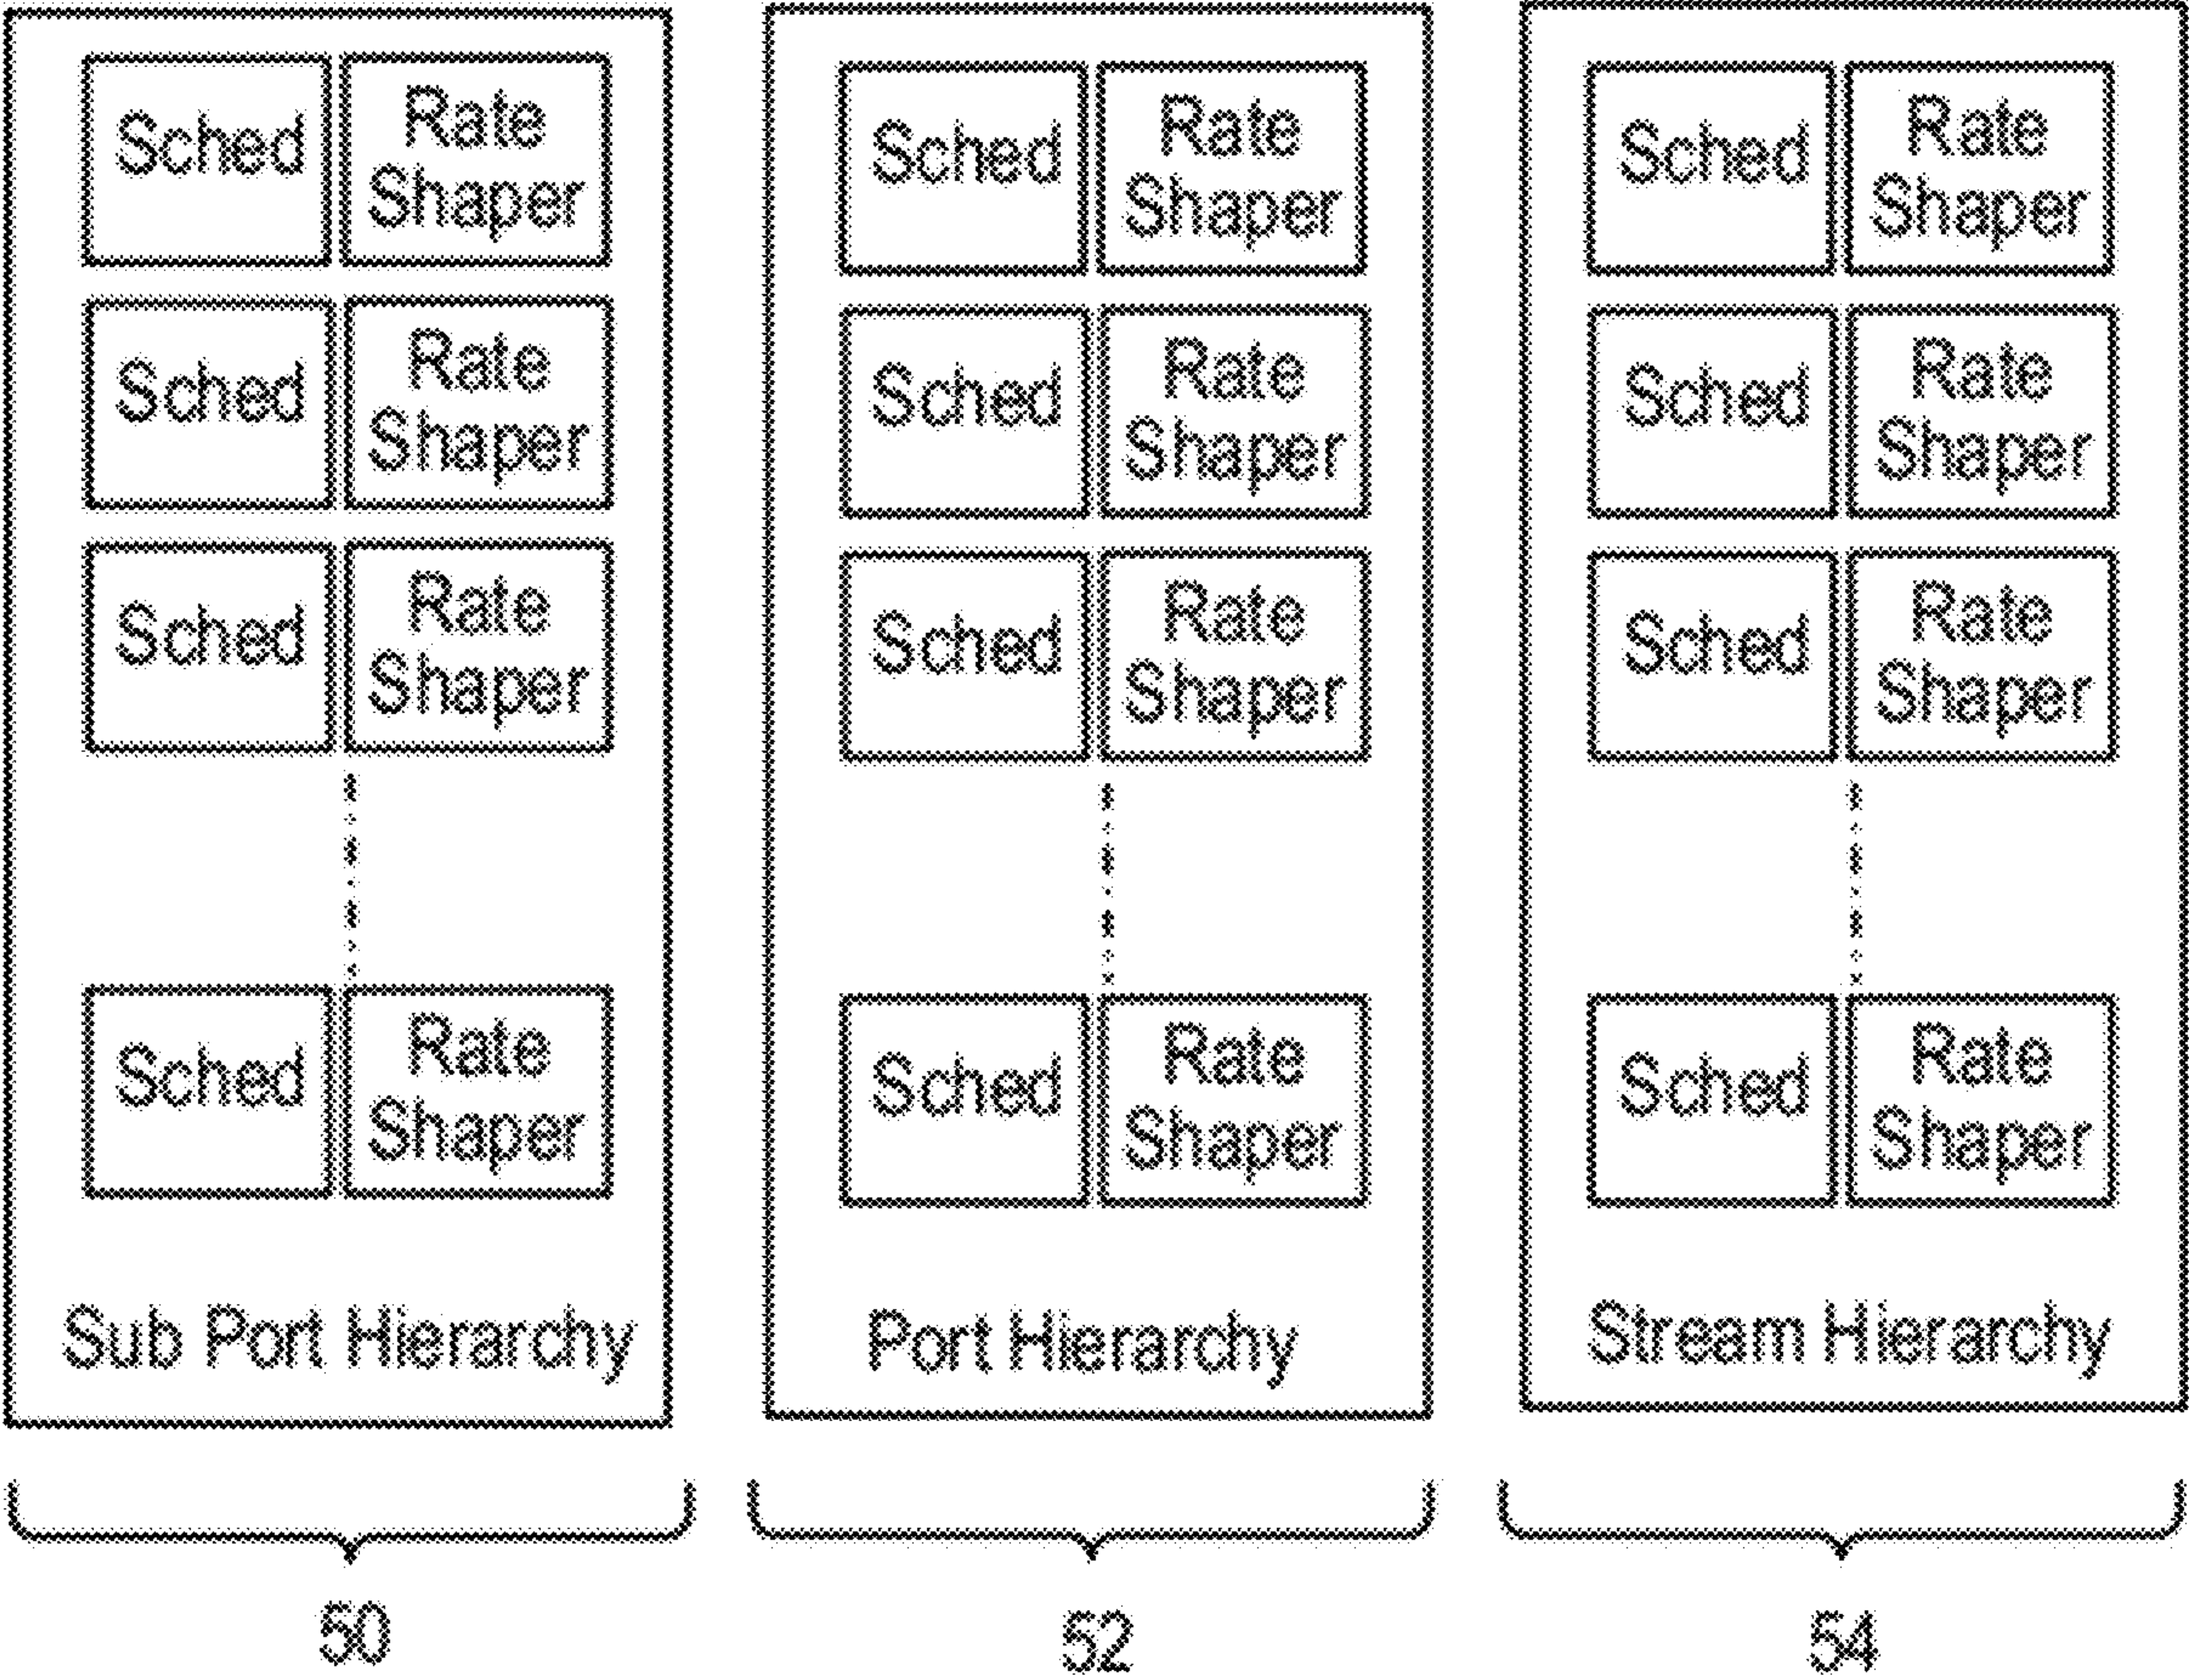 Sched Rate Shaper Sched Rate Shaper Sched Rate Shaper
Sched Rate Shaper Sched Rate Shaper Sched Rate Shaper
Sched Rate Shaper Sched Rate Shaper Sched Rate Shaper
Sched Rate Shaper Sched Rate Shaper Sched Rate Shaper
Sub Port Hierarchy Port Hierarchy Stream Hierarchy
50 52 54